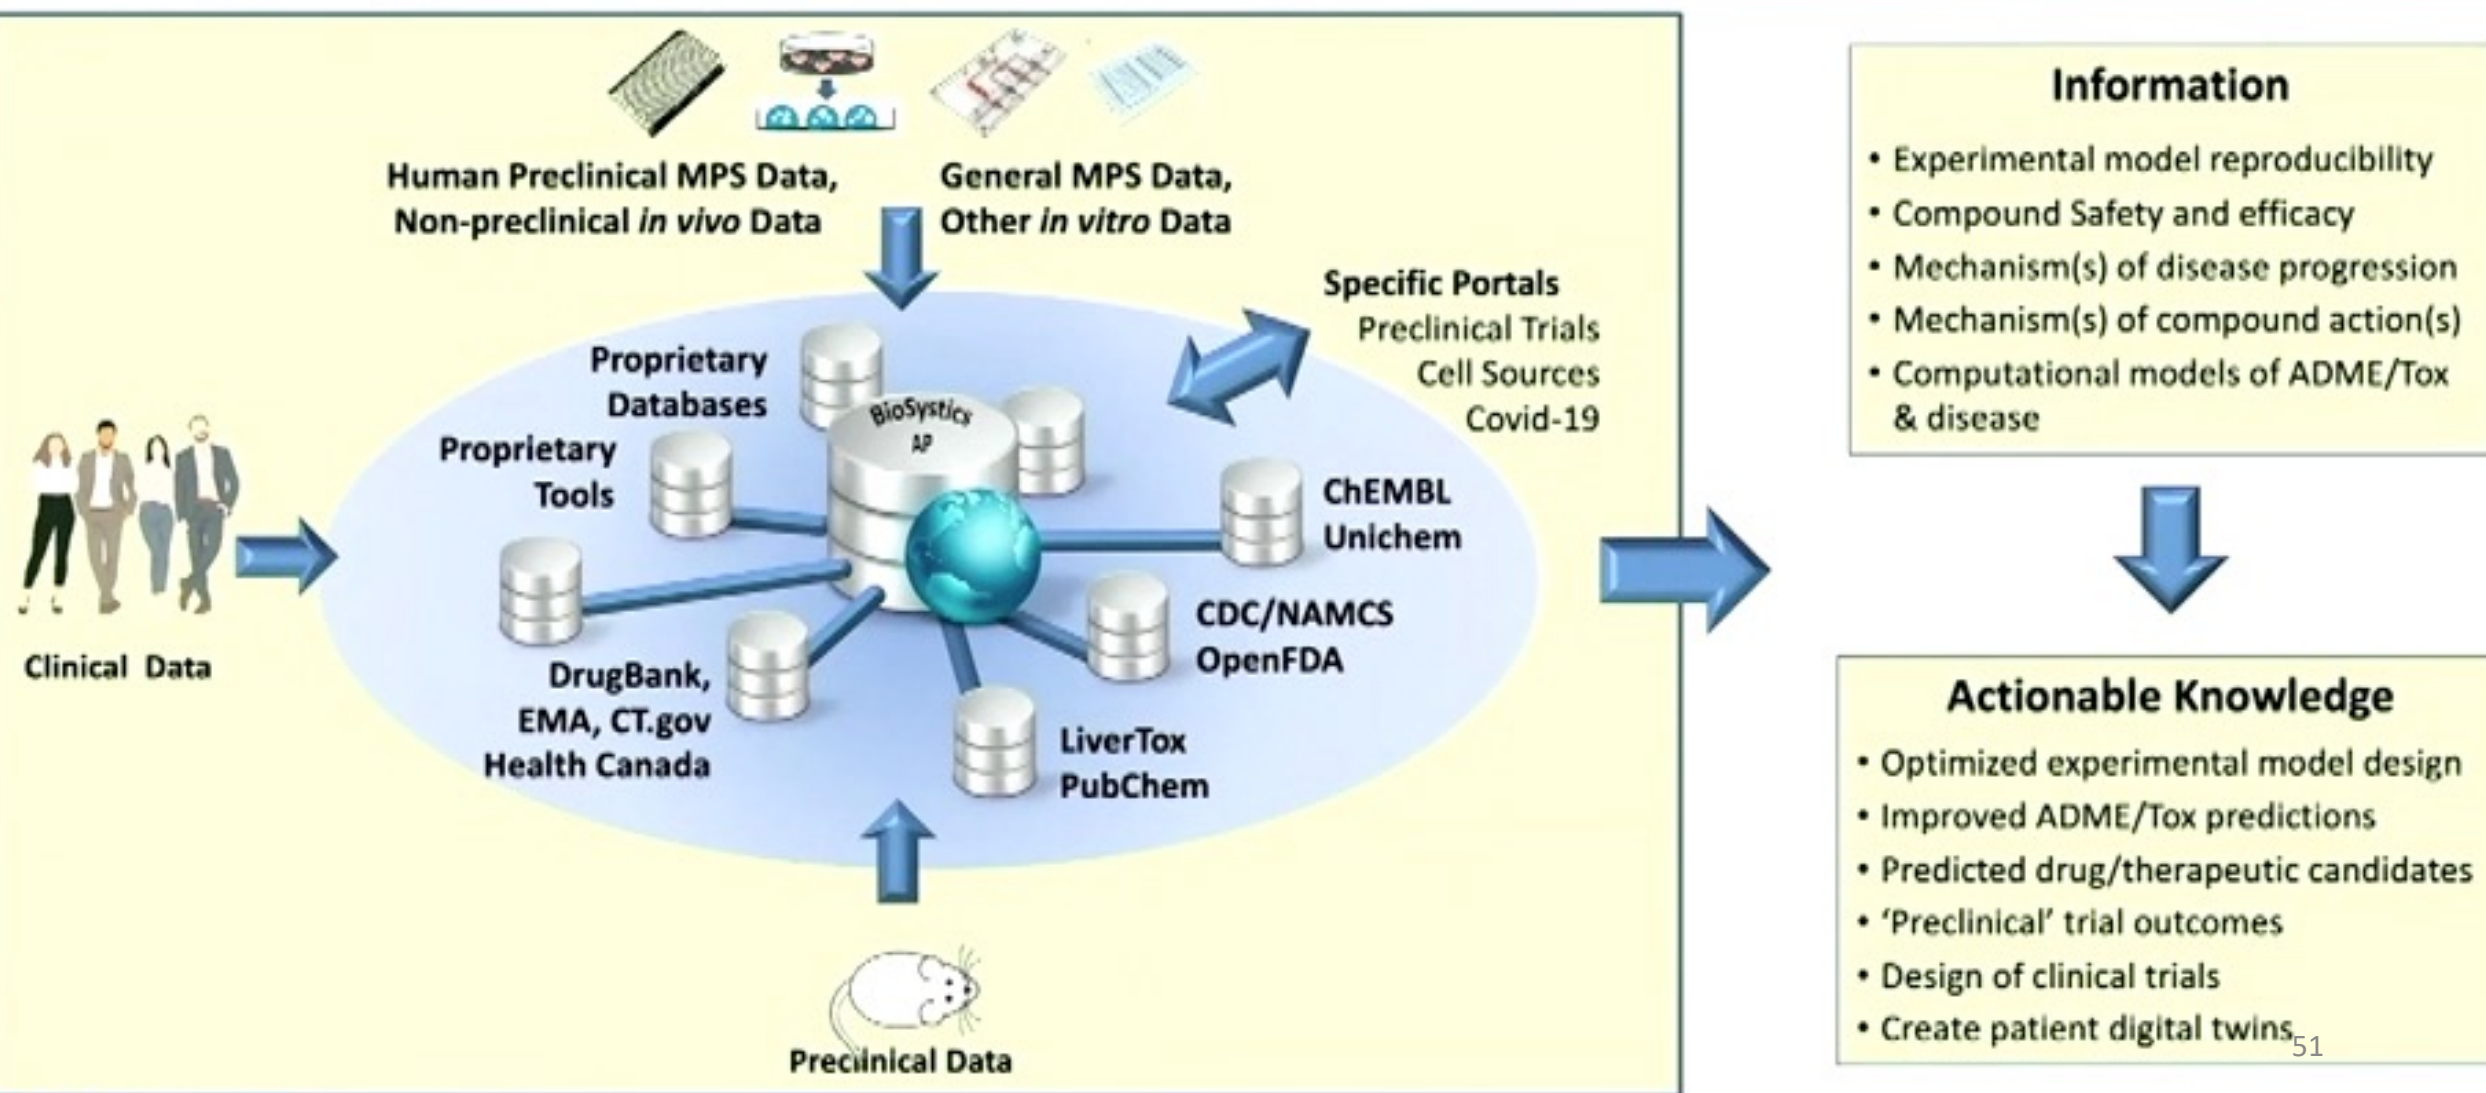 Human Preclinical MPS Data,
Non-preclinical in vivo Data
General MPS Data,
Other in vitro Data
Specific Portals
Preclinical Trials
Cell Sources
Covid-19
Proprietary
Databases
Proprietary
Tools
BioSystics
AP
ChEMBL
Unichem
CDC/NAMCS
OpenFDA
DrugBank,
EMA, CT.gov
Health Canada
LiverTox
PubChem
Clinical Data
Preclinical Data
Information
• Experimental model reproducibility
• Compound Safety and efficacy
• Mechanism(s) of disease progression
• Mechanism(s) of compound action(s)
• Computational models of ADME/Tox
& disease
Actionable Knowledge
• Optimized experimental model design
• Improved ADME/Tox predictions
• Predicted drug/therapeutic candidates
• ‘Preclinical’ trial outcomes
• Design of clinical trials
• Create patient digital twins
51